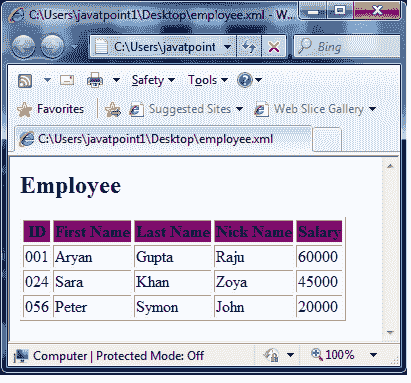 C:\Users\javatpoint1\Desktop\employee.xml - W...
C:\Users\javatpoint Bing
Safety Tools
Favorites Suggested Sites Web Slice Gallery
C:\Users\javatpoint1\Desktop\employee.xml
Employee
ID First Name Last Name Nick Name Salary
001 Aryan Gupta Raju 60000
024 Sara Khan Zoya 45000
056 Peter Symon John 20000
Computer | Protected Mode: Off 100%